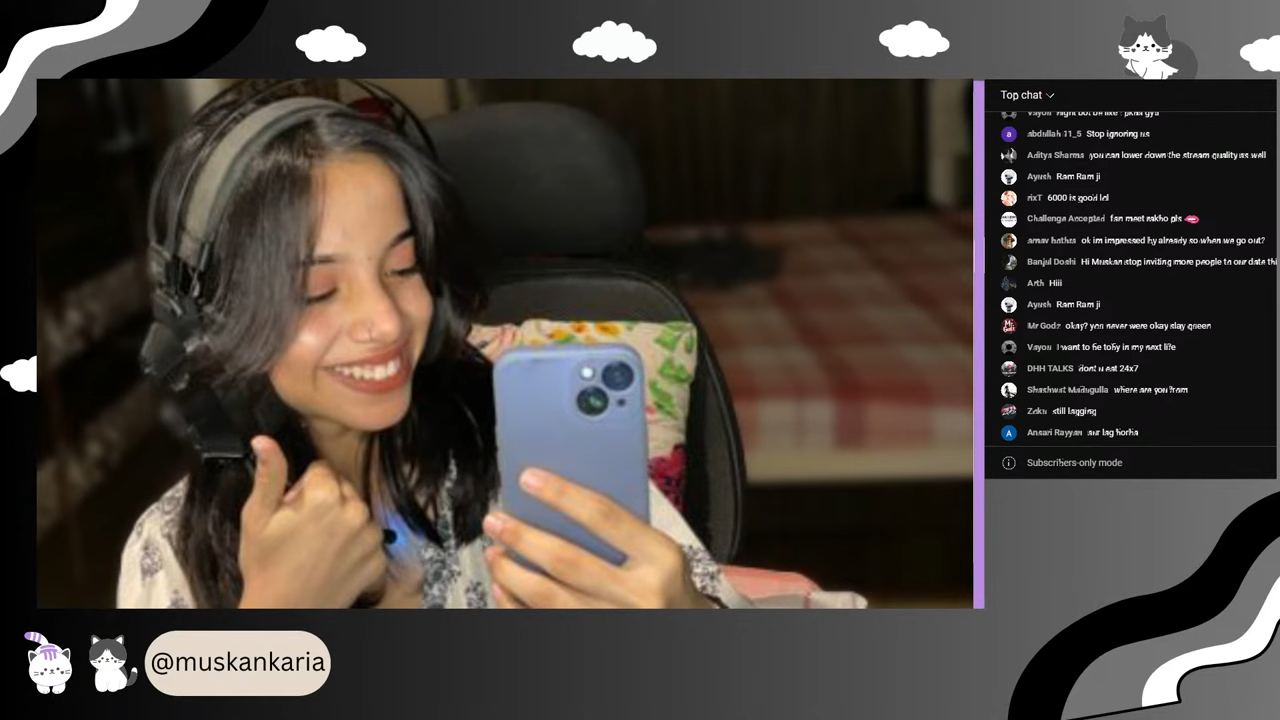 Top chat
abdullah 11_5 Stop ignoring us
Aditya Sharma you can lower down the stream quality as well
Ayush Ram Ram ji
rixT 6000 is good lol
Challenge Accepted fan meet rakho pls
arnav hothra ok im impressed by already so when we go out?
Banjul Doshi Hi Muskan stop inviting more people to our date thi
Arth Hiii
Ayush Ram Ram ji
Mr Godz okay? you never were okay slay queen
Vayou I want to be tofiy in my next life
DHH TALKS dont u eat 24x7
Shashwat where are you from
Zoku still lagging
Ansari Rayyan aur lag horha
Subscribers-only mode
@muskankaria